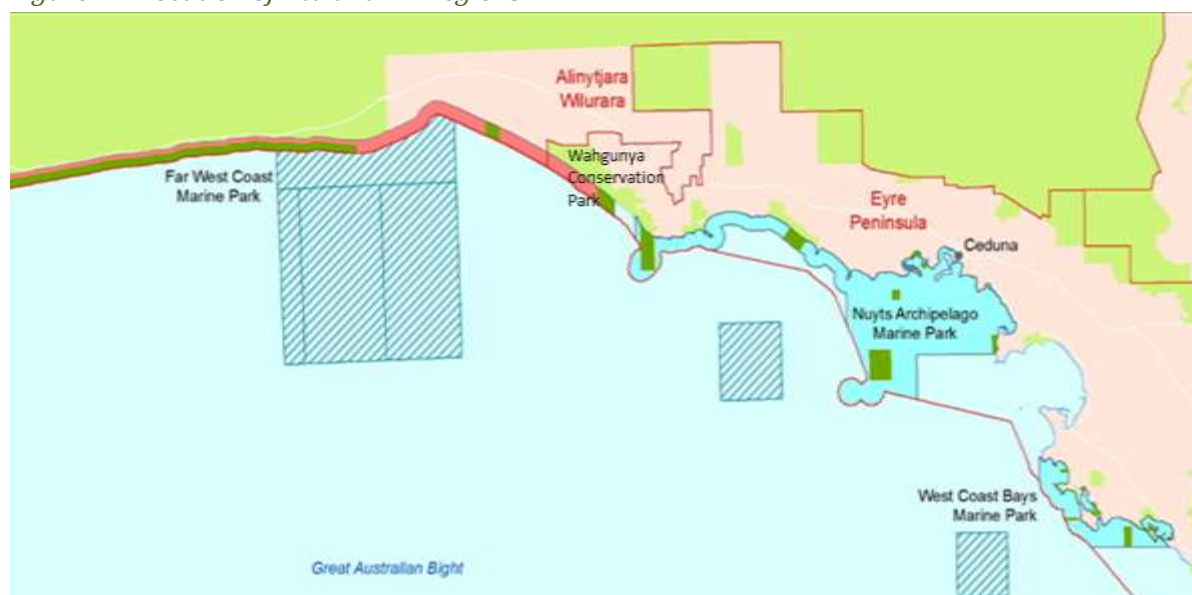 Alinytjara
Wilurara
Wahgunya
Conservation
Park
Far West Coast
Marine Park
Eyre
Peninsula
Ceduna
Nuyts Archipelago
Marine Park
West Coast Bays
Marine Park
Great Australian Bight